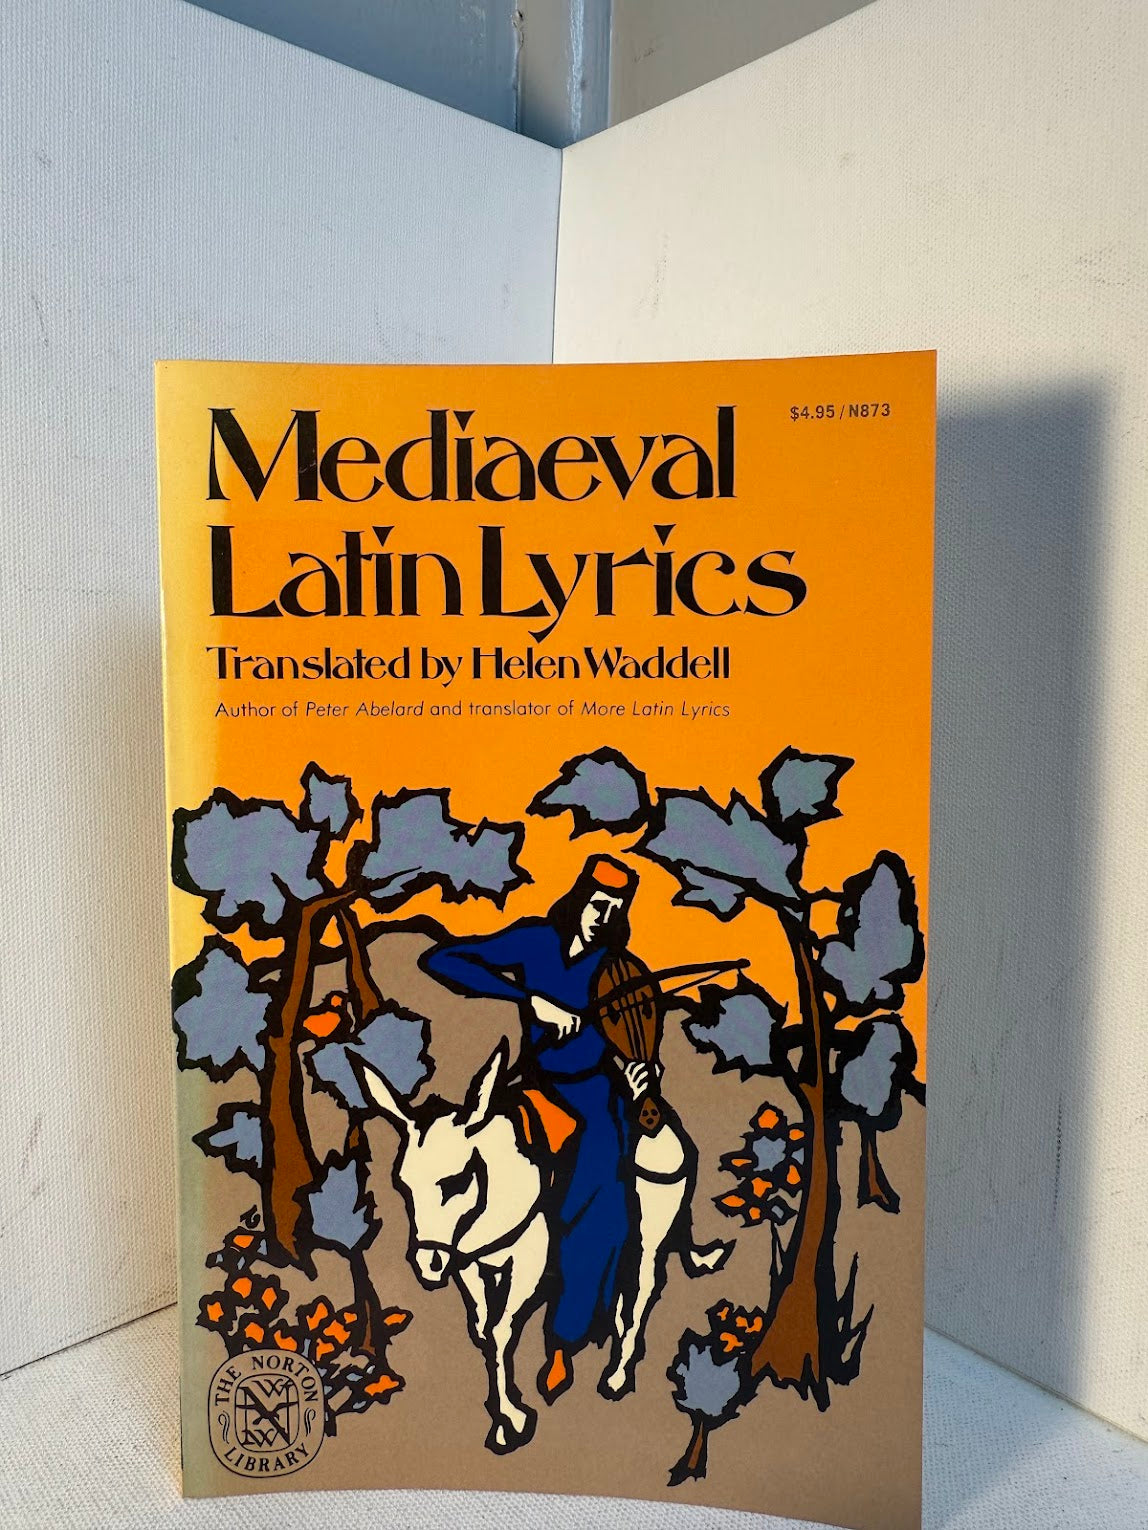 Mediaeval
$4.95/N873
Latin Lyrics
Translated by Helen Waddell
Author of Peter Abelard and translator of More Latin Lyrics
THE NORTON
LIBRARY